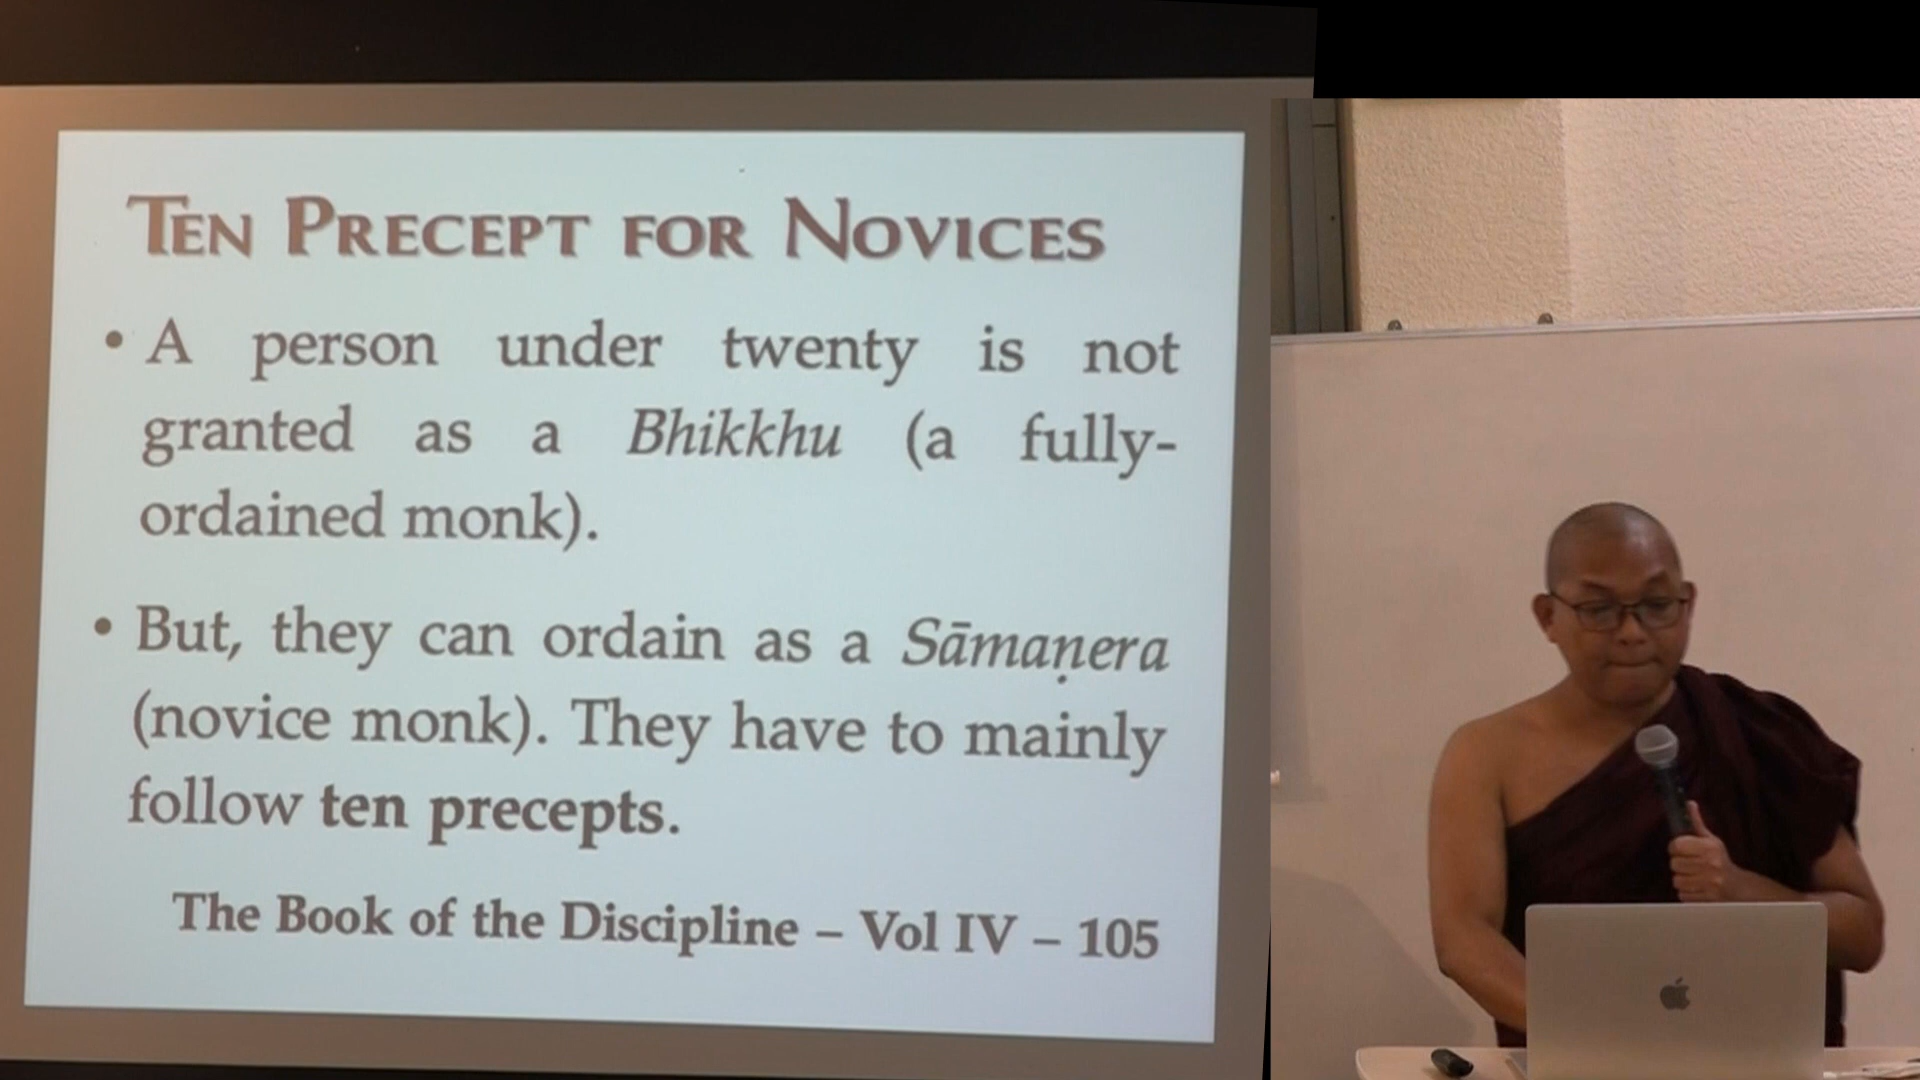 TEN PRECEPT FOR NOVICES
• A person under twenty is not
granted as a Bhikkhu (a fully-
ordained monk).
• But, they can ordain as a Sāmaṇera
(novice monk). They have to mainly
follow ten precepts.
The Book of the Discipline – Vol IV – 105